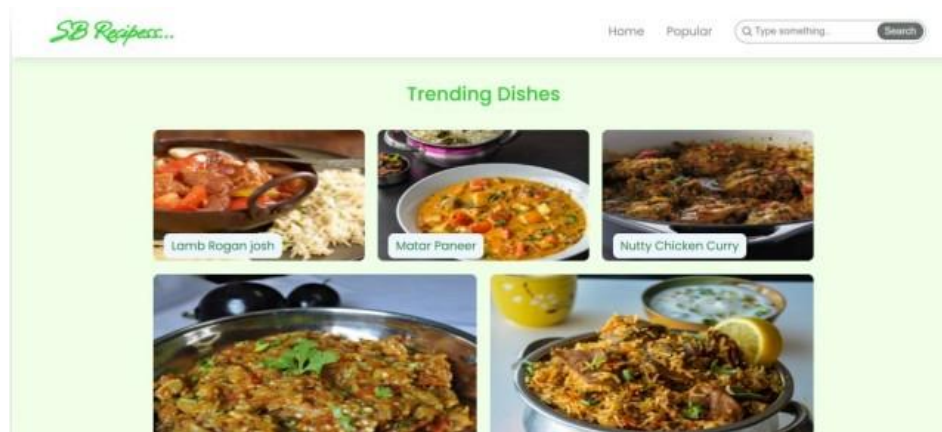 SB Recipess...
Home Popular Type something.. Search
Trending Dishes
Lamb Rogan josh
Matar Paneer
Nutty Chicken Curry